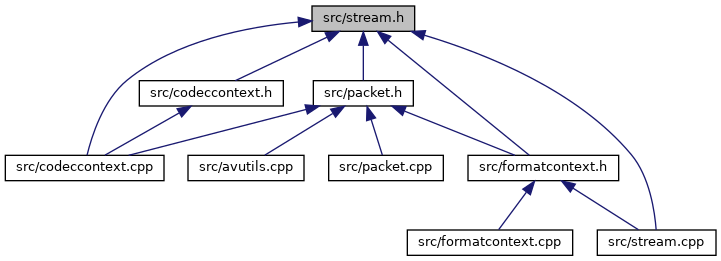 src/stream.h
src/codeccontext.h
src/packet.h
src/codeccontext.cpp
src/avutils.cpp
src/packet.cpp
src/formatcontext.h
src/formatcontext.cpp
src/stream.cpp